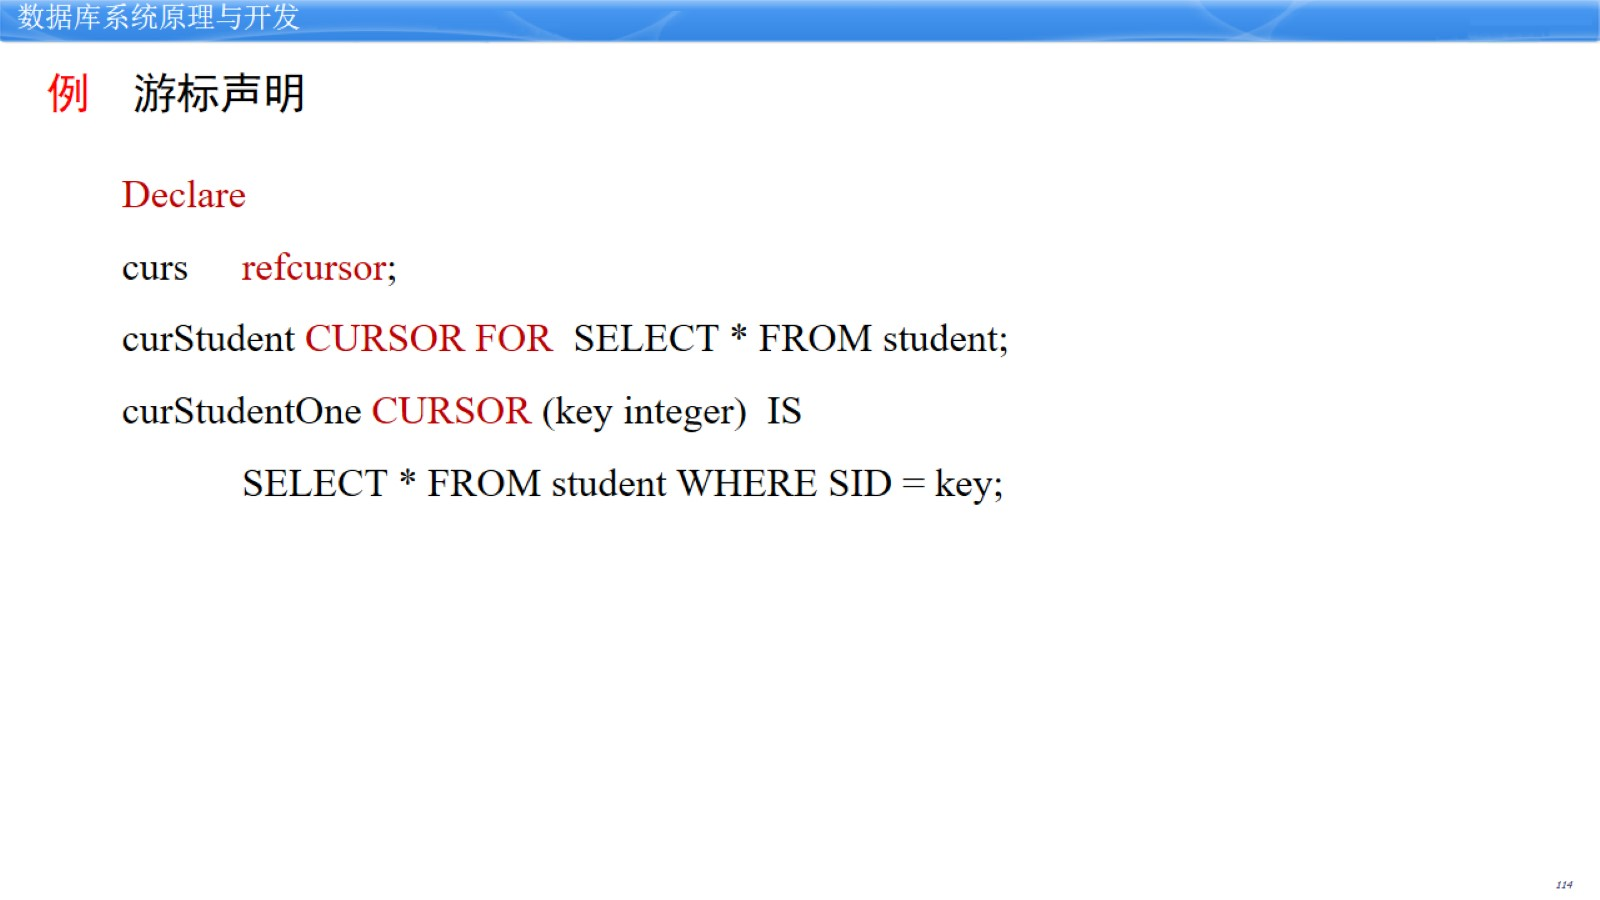 数据库系统原理与开发
例 游标声明
Declare
curs refcursor;
curStudent CURSOR FOR SELECT * FROM student;
curStudentOne CURSOR (key integer) IS
SELECT * FROM student WHERE SID = key;
114